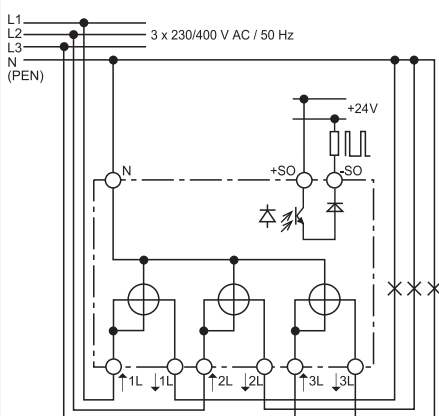 L1
L2 3 x 230/400 V AC / 50 Hz
L3
N
(PEN)
+24V
N +SO -SO
1L 1L 2L 2L 3L 3L